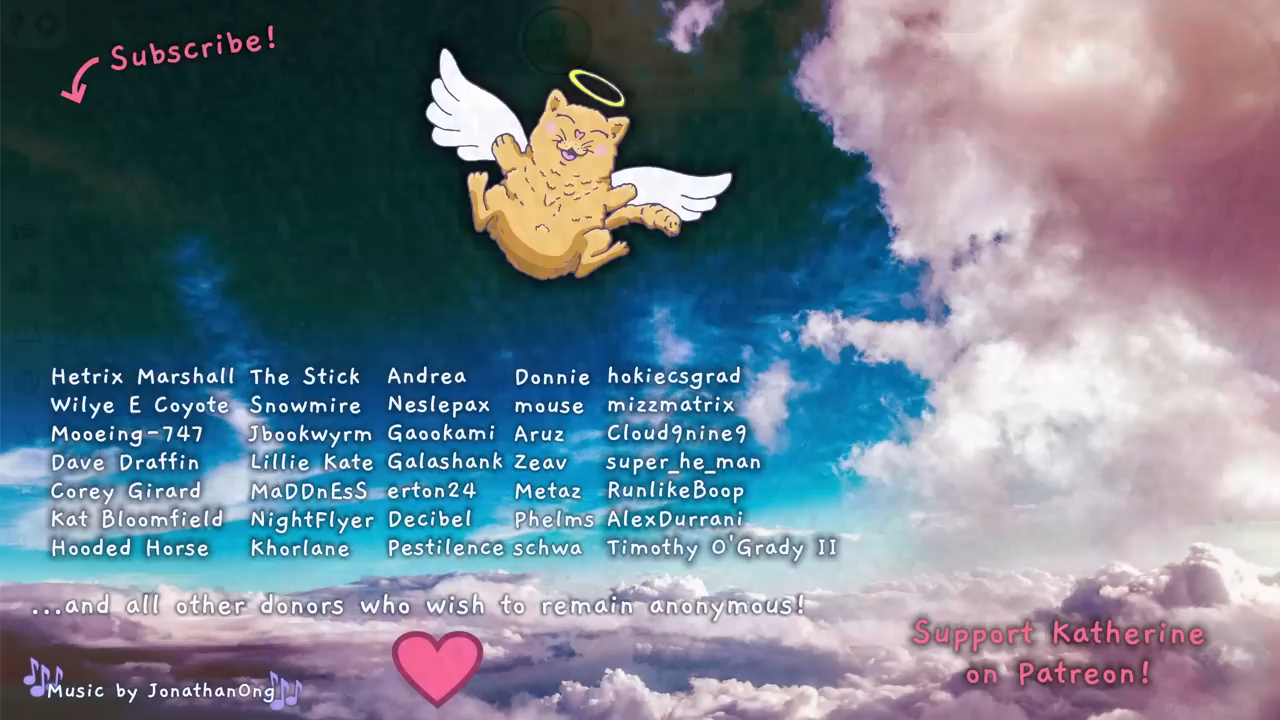 Subscribe!
Hetrix Marshall The Stick Andrea Donnie hokiecsgrad
Wilye E Coyote Snowmire Neslepax mouse mizzmatrix
Mooeing-747 Jbookwyrm Gaookami Aruz Cloud9nine9
Dave Draffin Lillie Kate Galashank Zeav super_he_man
Corey Girard MaDDnEsS erton24 Metaz RunlikeBoop
Kat Bloomfield NightFlyer Decibel Phelms AlexDurrani
Hooded Horse Khorlane Pestilence schwa Timothy O'Grady II
...and all other donors who wish to remain anonymous!
Support Katherine
on Patreon!
Music by JonathanOng